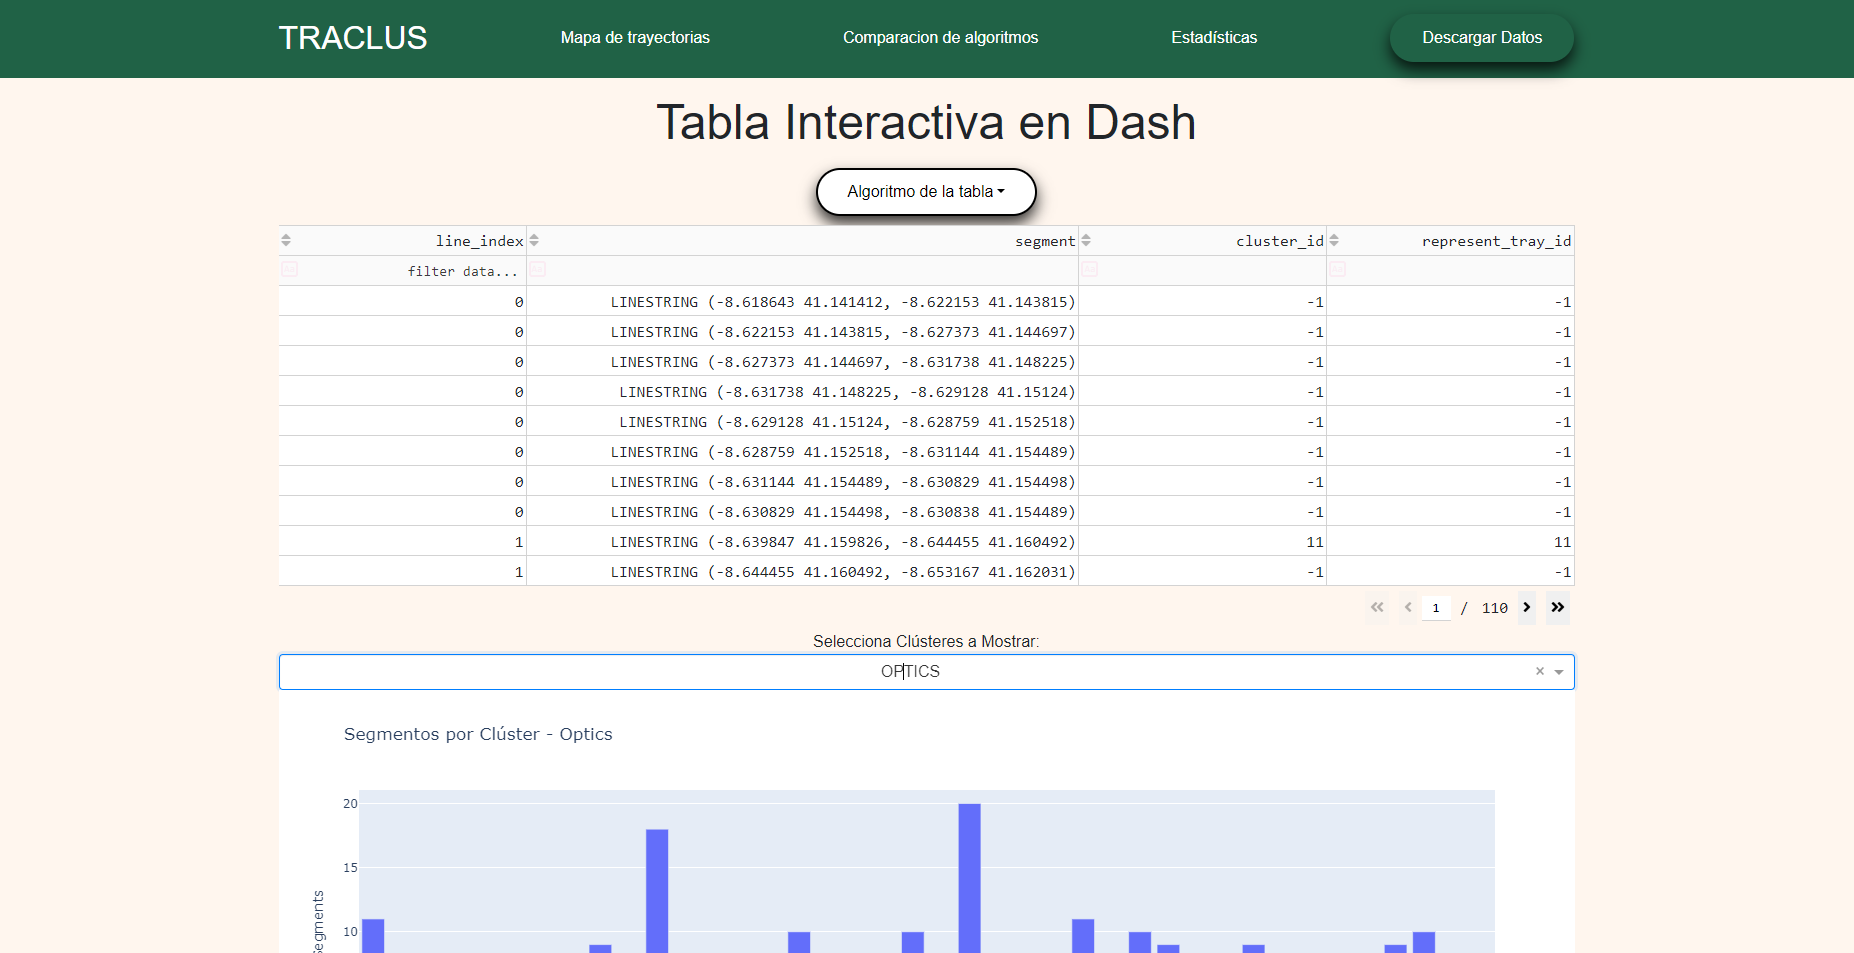 TRACLUS Mapa de trayectorias Comparacion de algoritmos Estadísticas Descargar Datos
Tabla Interactiva en Dash
Algoritmo de la tabla
line_index segment cluster_id represent_tray_id
filter data...
0 LINESTRING (-8.618643 41.141412, -8.622153 41.143815) -1 -1
0 LINESTRING (-8.622153 41.143815, -8.627373 41.144697) -1 -1
0 LINESTRING (-8.627373 41.144697, -8.631738 41.148225) -1 -1
0 LINESTRING (-8.631738 41.148225, -8.629128 41.15124) -1 -1
0 LINESTRING (-8.629128 41.15124, -8.628759 41.152518) -1 -1
0 LINESTRING (-8.628759 41.152518, -8.631144 41.154489) -1 -1
0 LINESTRING (-8.631144 41.154489, -8.630829 41.154498) -1 -1
0 LINESTRING (-8.630829 41.154498, -8.630838 41.154489) -1 -1
1 LINESTRING (-8.639847 41.159826, -8.644455 41.160492) 11 11
1 LINESTRING (-8.644455 41.160492, -8.653167 41.162031) -1 -1
1 / 110
Selecciona Clústeres a Mostrar:
OPTICS
Segmentos por Clúster - Optics
20
15
10
Segments